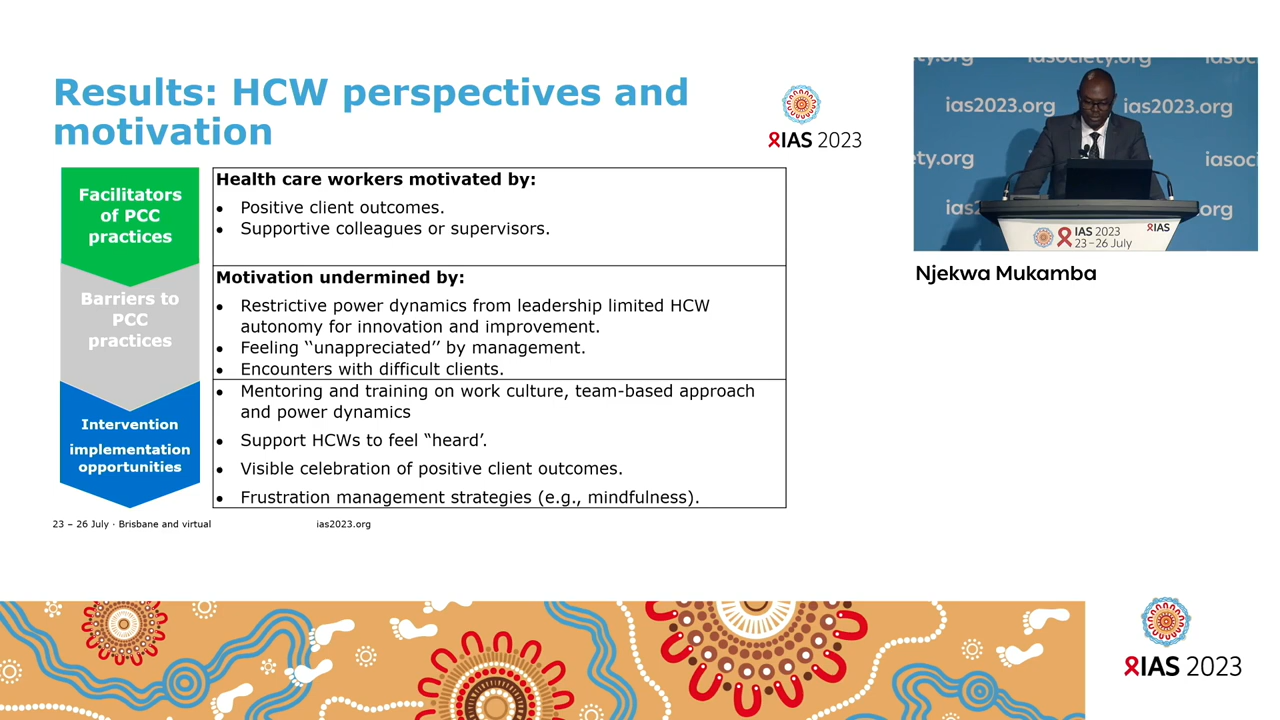 Results: HCW perspectives and
motivation
IAS 2023
Facilitators
of PCC
practices
Health care workers motivated by:
• Positive client outcomes.
• Supportive colleagues or supervisors.
Barriers to
PCC
practices
Motivation undermined by:
• Restrictive power dynamics from leadership limited HCW
autonomy for innovation and improvement.
• Feeling ‘‘unappreciated’’ by management.
• Encounters with difficult clients.
Intervention
implementation
opportunities
• Mentoring and training on work culture, team-based approach
and power dynamics
• Support HCWs to feel “heard’.
• Visible celebration of positive client outcomes.
• Frustration management strategies (e.g., mindfulness).
23 – 26 July · Brisbane and virtual
ias2023.org
ias2023.org
ias2023.org
IAS 2023
23 – 26 July
IAS
Njekwa Mukamba
IAS 2023